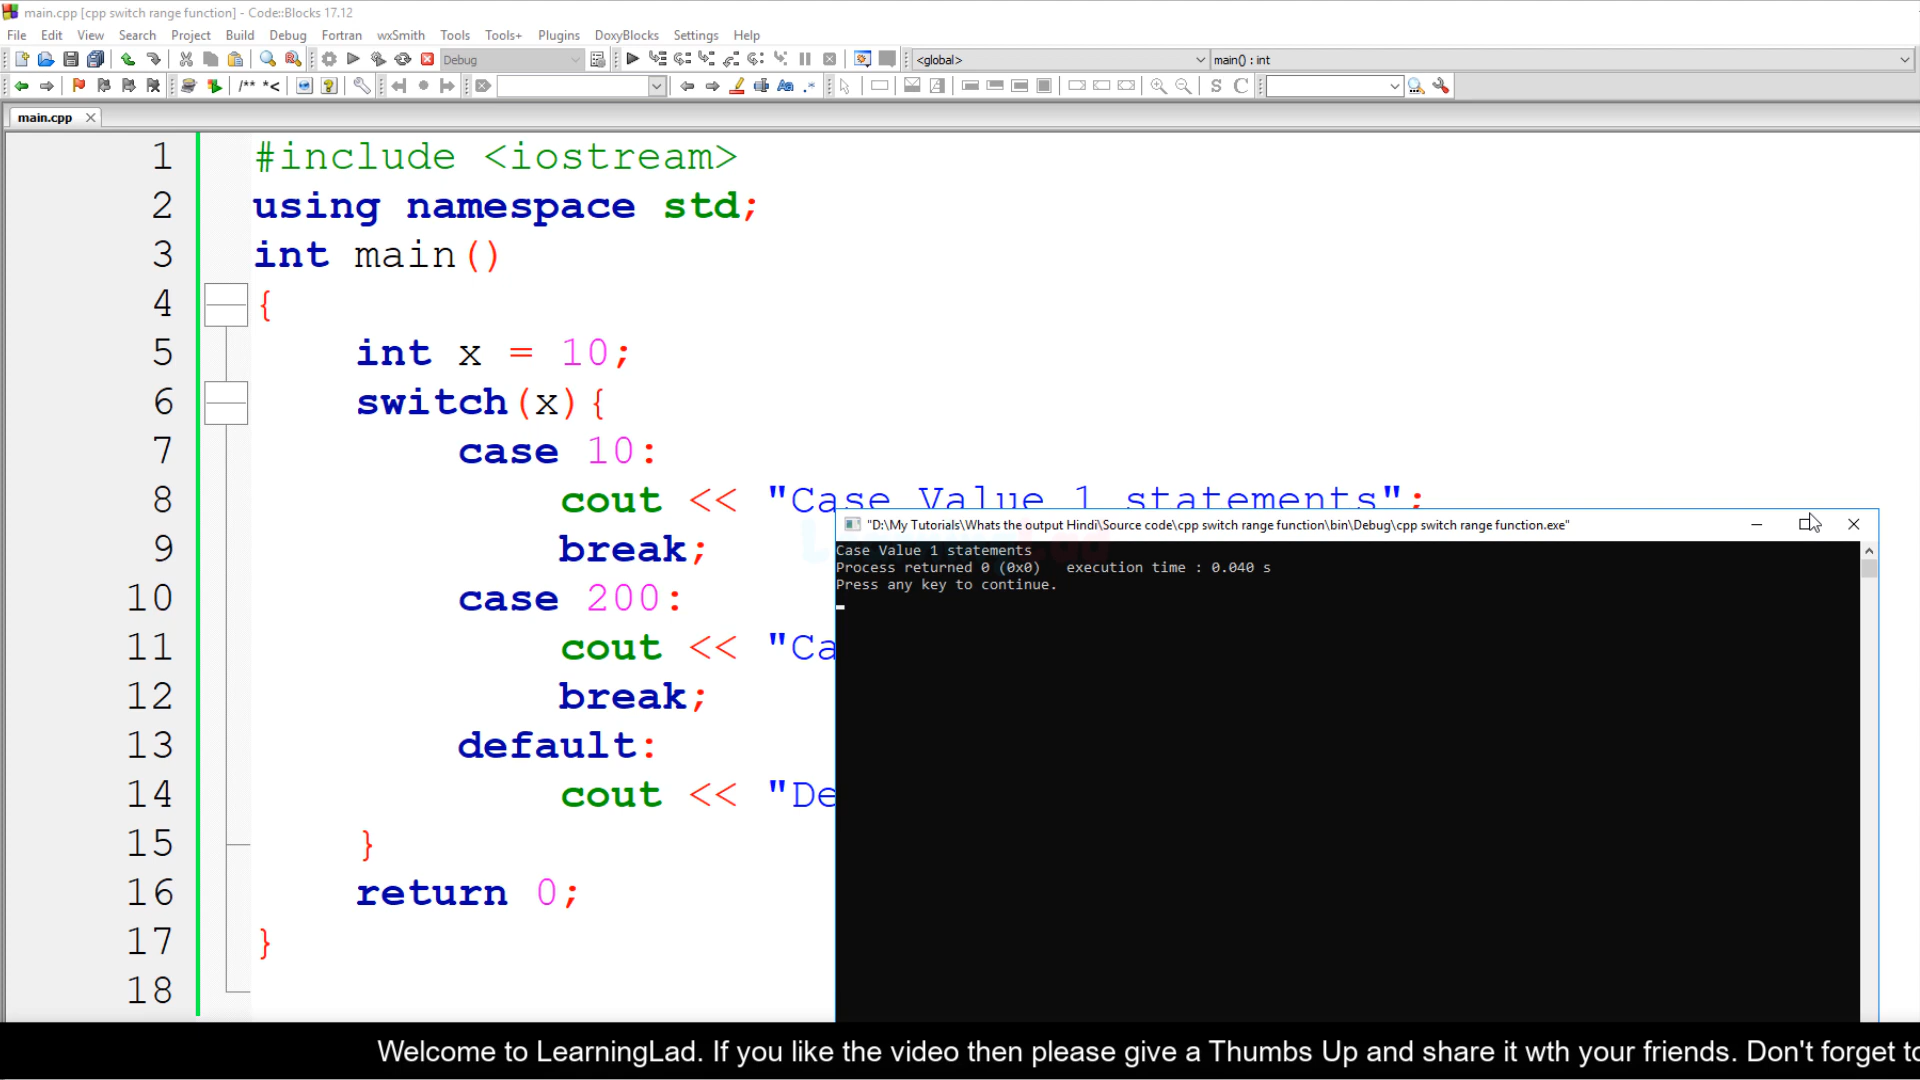 main.cpp [cpp switch range function] - Code::Blocks 17.12
File Edit View Search Project Build Debug Fortran wxSmith Tools Tools+ Plugins DoxyBlocks Settings Help
Debug <global> main() : int
/** *<
main.cpp
1 #include <iostream>
2 using namespace std;
3 int main()
4 {
5 int x = 10;
6 switch(x){
7 case 10:
8 cout << "Case Value 1 statements";
9 break;
10 case 200:
11 cout << "Ca
12 break;
13 default:
14 cout << "De
15 }
16 return 0;
17 }
18
"D:\My Tutorials\Whats the output Hindi\Source code\cpp switch range function\bin\Debug\cpp switch range function.exe"
Case Value 1 statements
Process returned 0 (0x0) execution time : 0.040 s
Press any key to continue.
Welcome to LearningLad. If you like the video then please give a Thumbs Up and share it wth your friends. Don't forget to